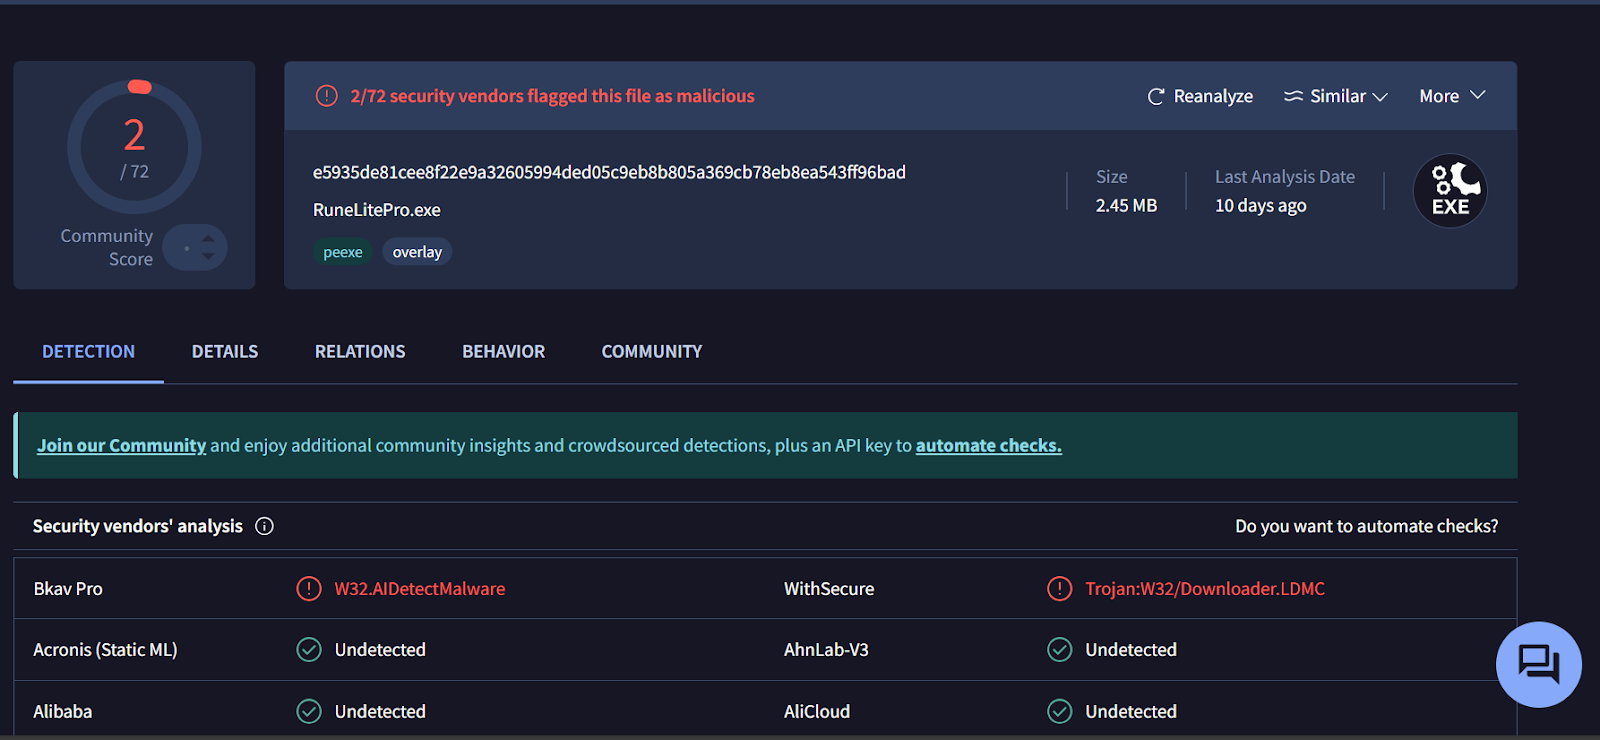 2
/ 72
Community
Score
2/72 security vendors flagged this file as malicious
Reanalyze
Similar
More
e5935de81cee8f22e9a32605994ded05c9eb8b805a369cb78eb8ea543ff96bad
RuneLitePro.exe
peexe
overlay
Size
2.45 MB
Last Analysis Date
10 days ago
EXE
DETECTION
DETAILS
RELATIONS
BEHAVIOR
COMMUNITY
Join our Community and enjoy additional community insights and crowdsourced detections, plus an API key to automate checks.
Security vendors' analysis
Do you want to automate checks?
Bkav Pro
W32.AIDetectMalware
WithSecure
Trojan:W32/Downloader.LDMC
Acronis (Static ML)
Undetected
AhnLab-V3
Undetected
Alibaba
Undetected
AliCloud
Undetected